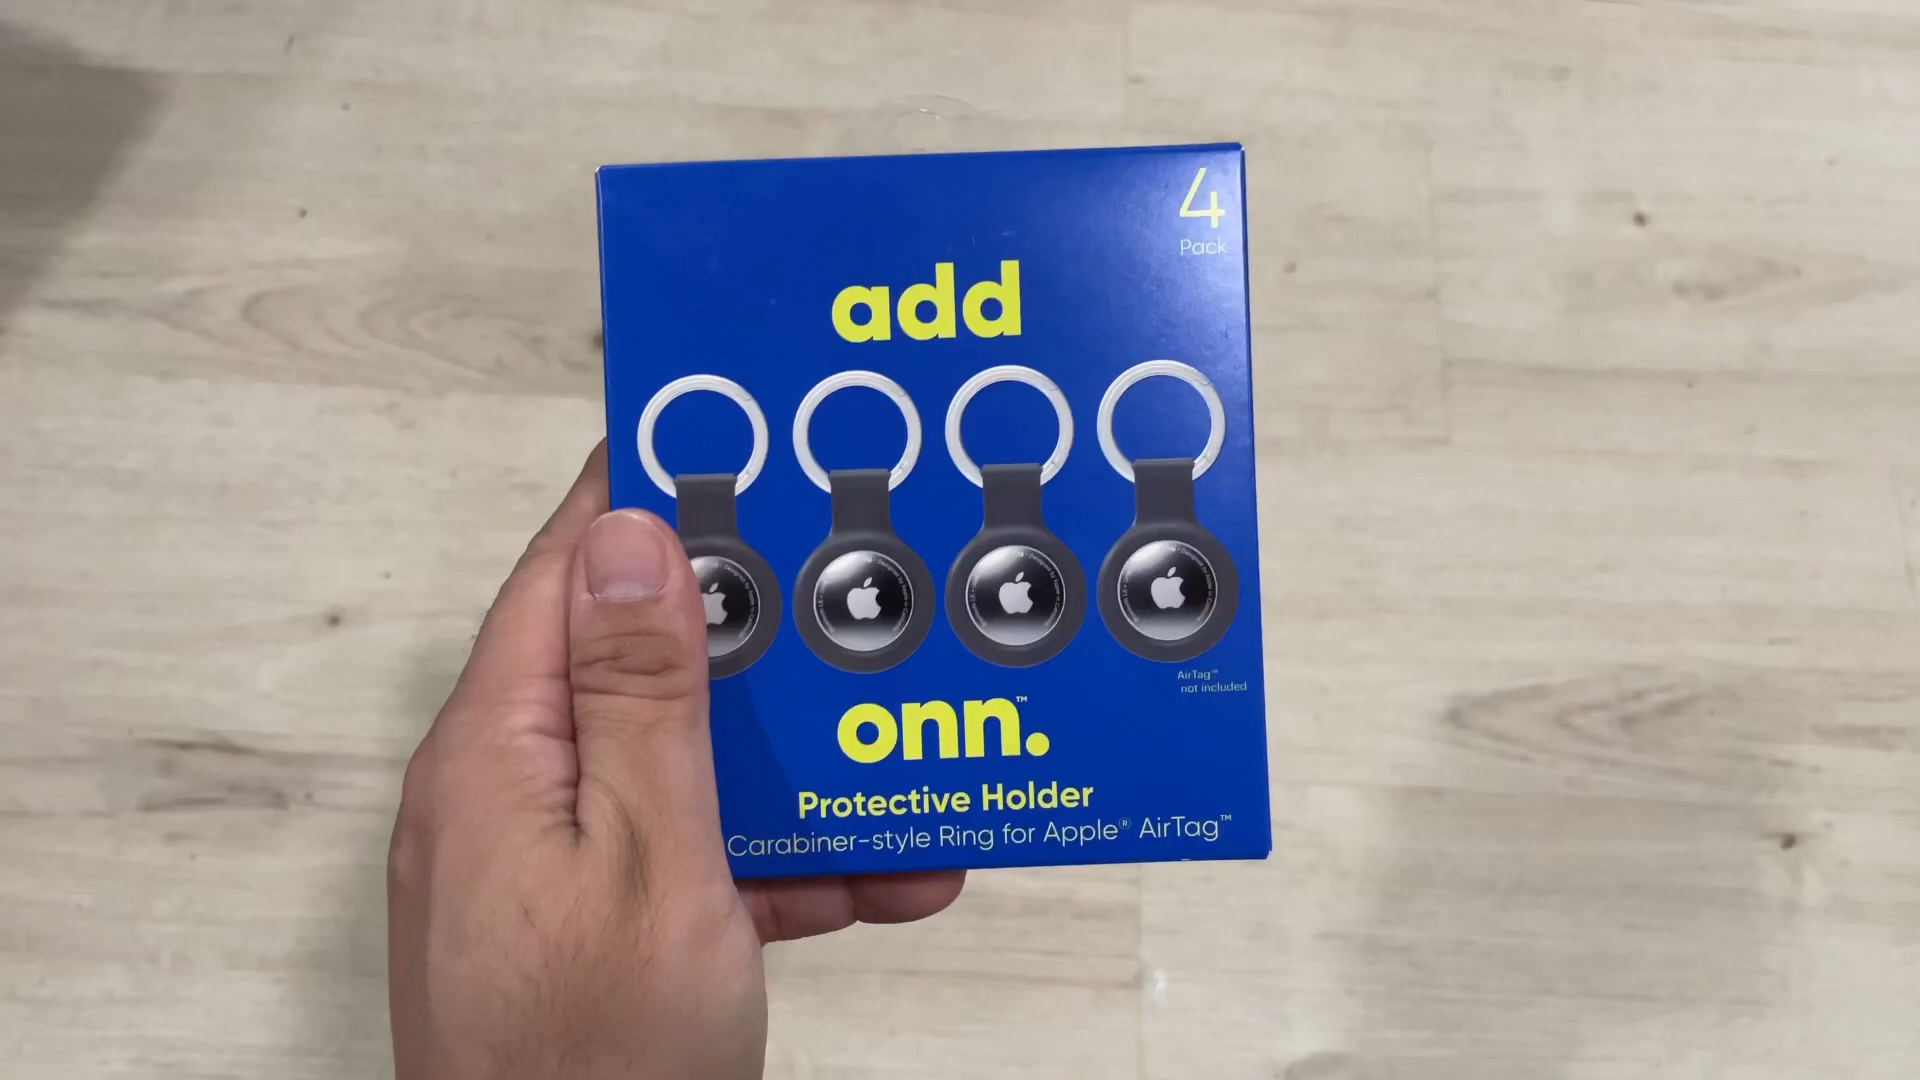 4
Pack
add
AirTag™
not included
onn.™
Protective Holder
Carabiner-style Ring for Apple® AirTag™